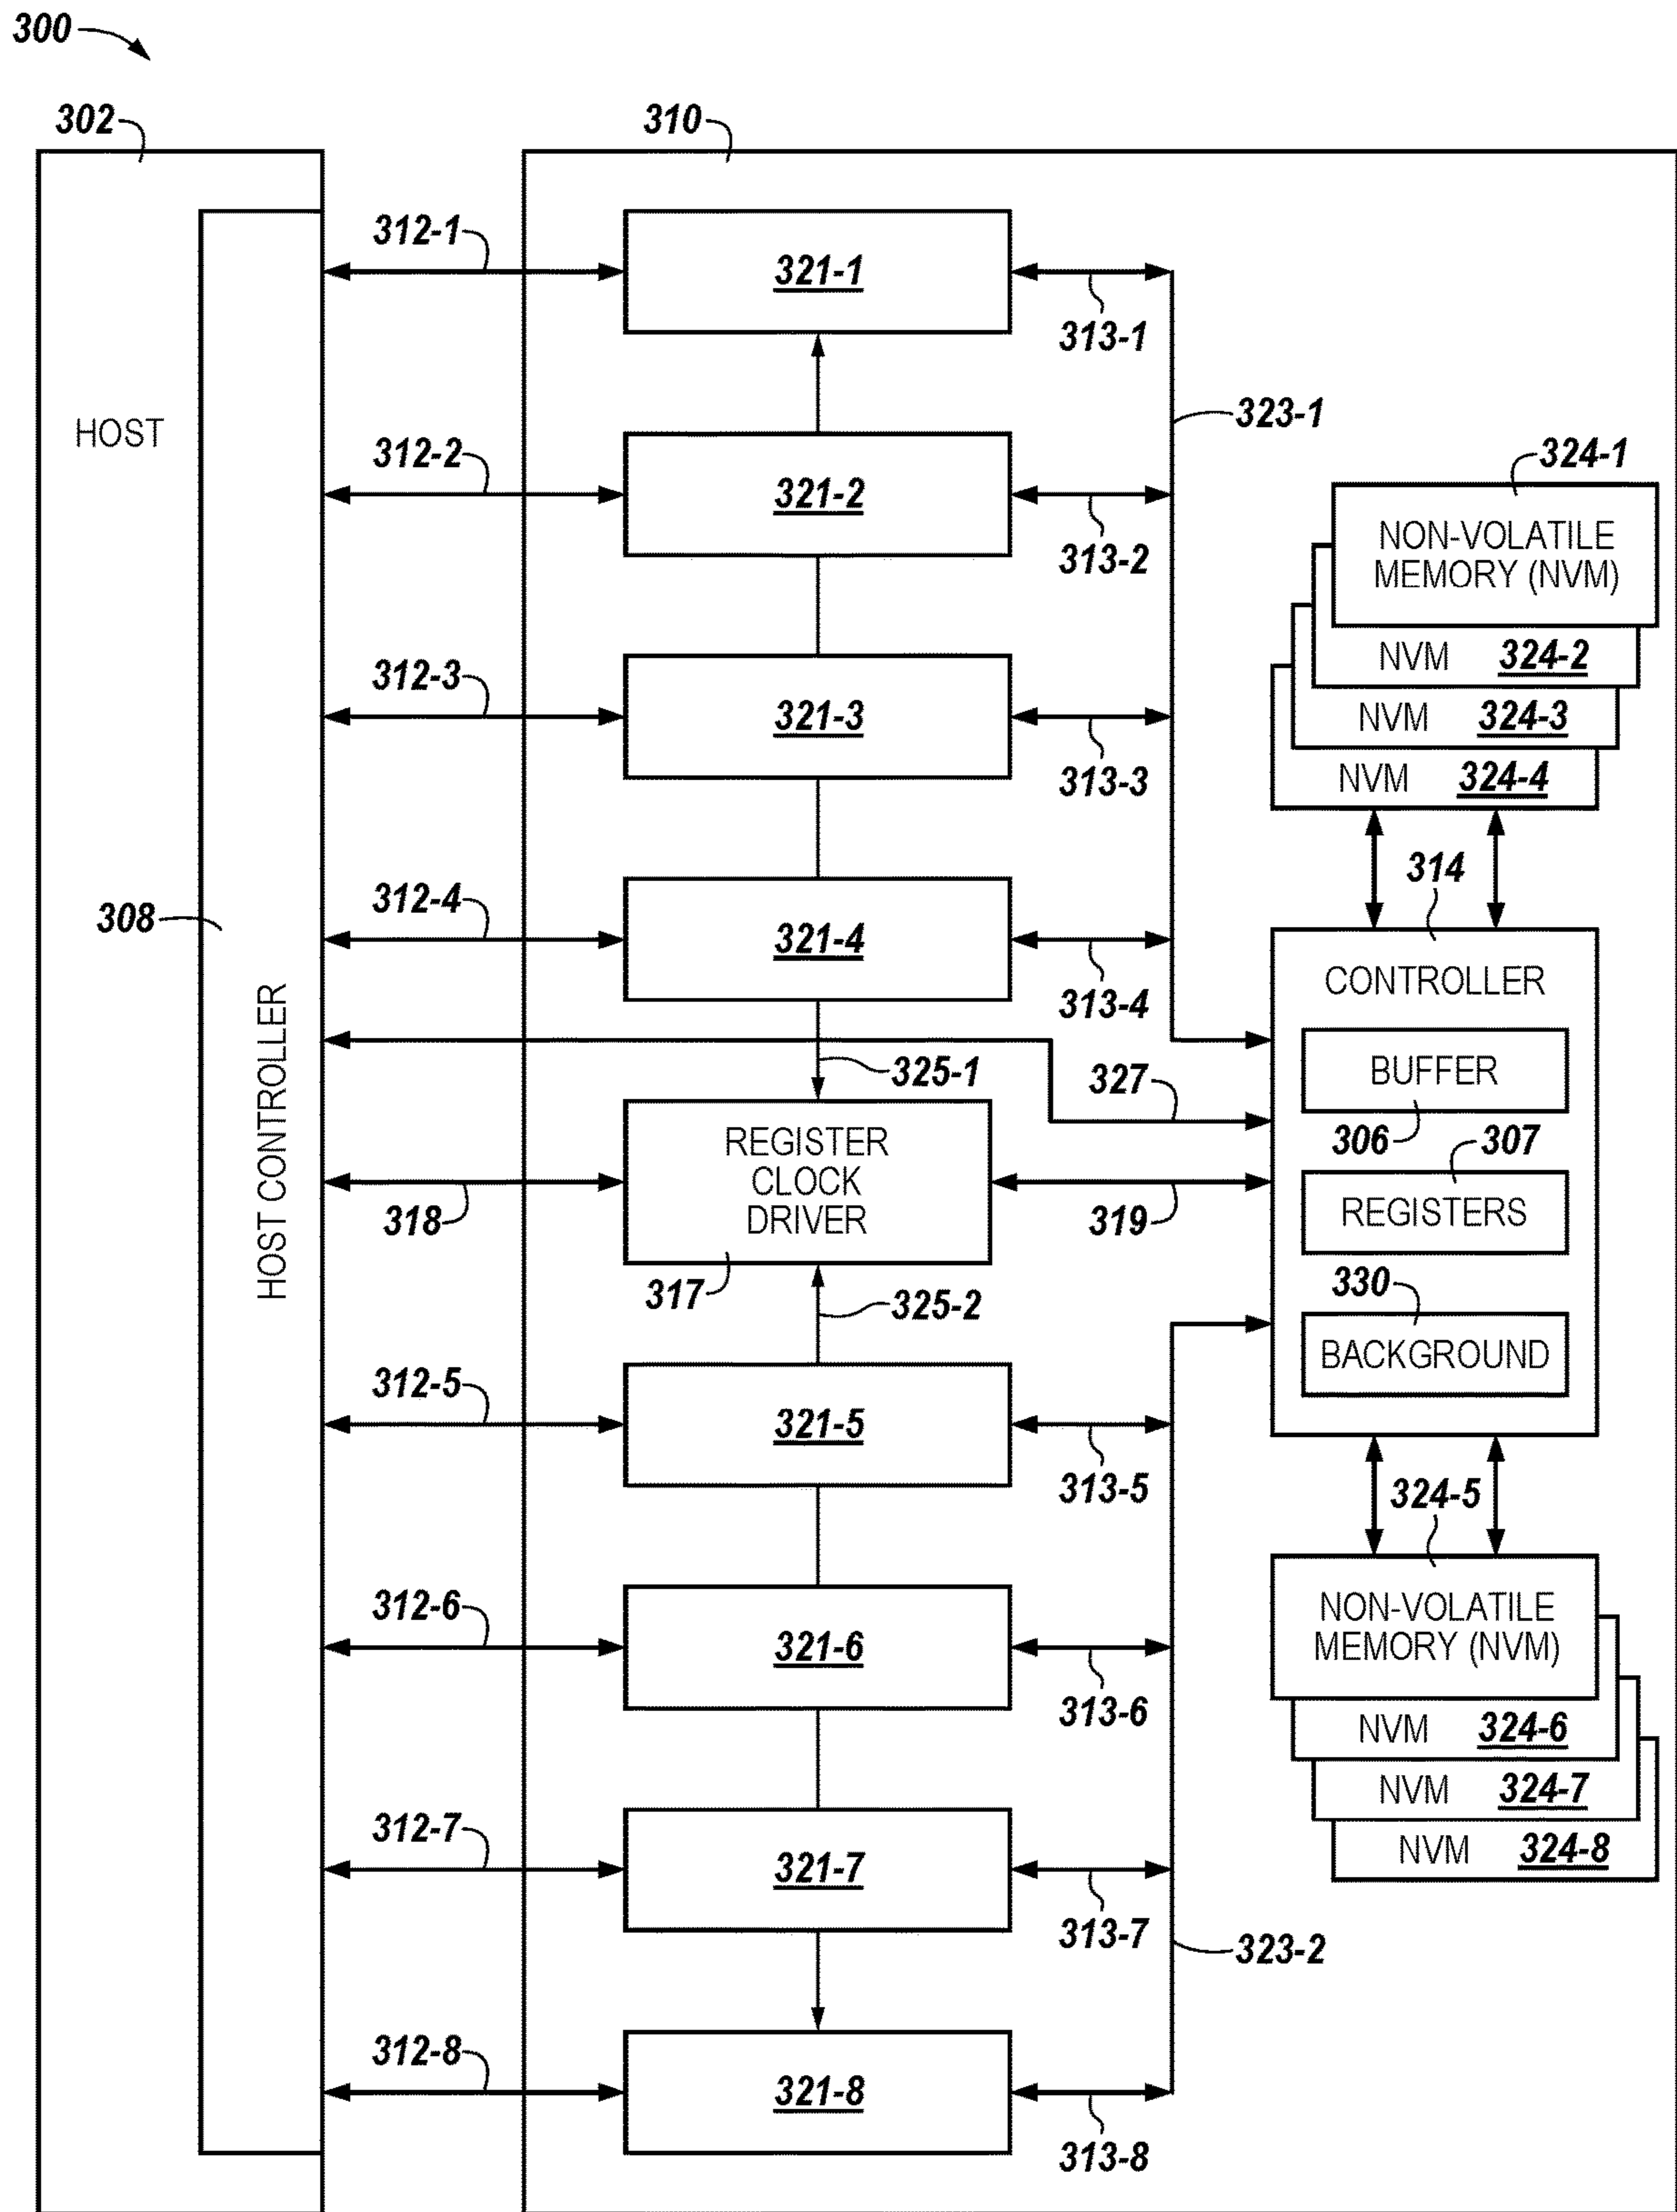 300
302
310
312-1
321-1
313-1
323-1
HOST
312-2
321-2
313-2
324-1
NON-VOLATILE
MEMORY (NVM)
NVM 324-2
NVM 324-3
NVM 324-4
312-3
321-3
313-3
308
HOST CONTROLLER
312-4
321-4
313-4
314
CONTROLLER
BUFFER
306
307
REGISTERS
330
BACKGROUND
325-1
327
REGISTER
CLOCK
DRIVER
318
319
317
325-2
312-5
321-5
313-5
324-5
NON-VOLATILE
MEMORY (NVM)
NVM 324-6
NVM 324-7
NVM 324-8
312-6
321-6
313-6
312-7
321-7
313-7
323-2
312-8
321-8
313-8